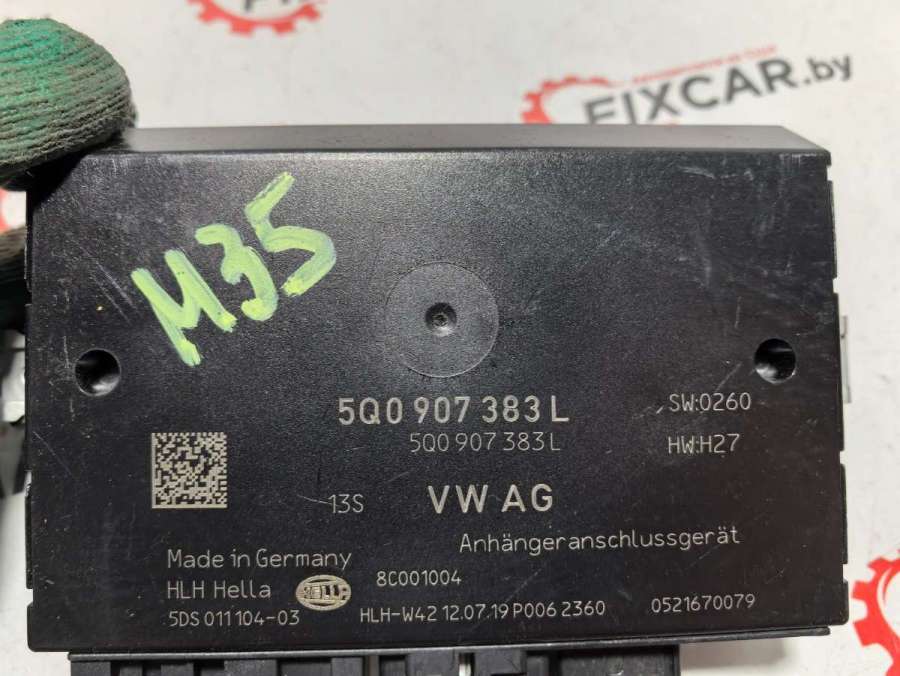 FIXCAR.by
M35
5Q0 907 383 L
SW:0260
5Q0 907 383 L
HW:H27
13S
VW AG
Anhängeranschlussgerät
Made in Germany
HLH Hella
HELLA
8C001004
5DS 011 104-03
HLH-W42 12.07.19 P006 2360
0521670079